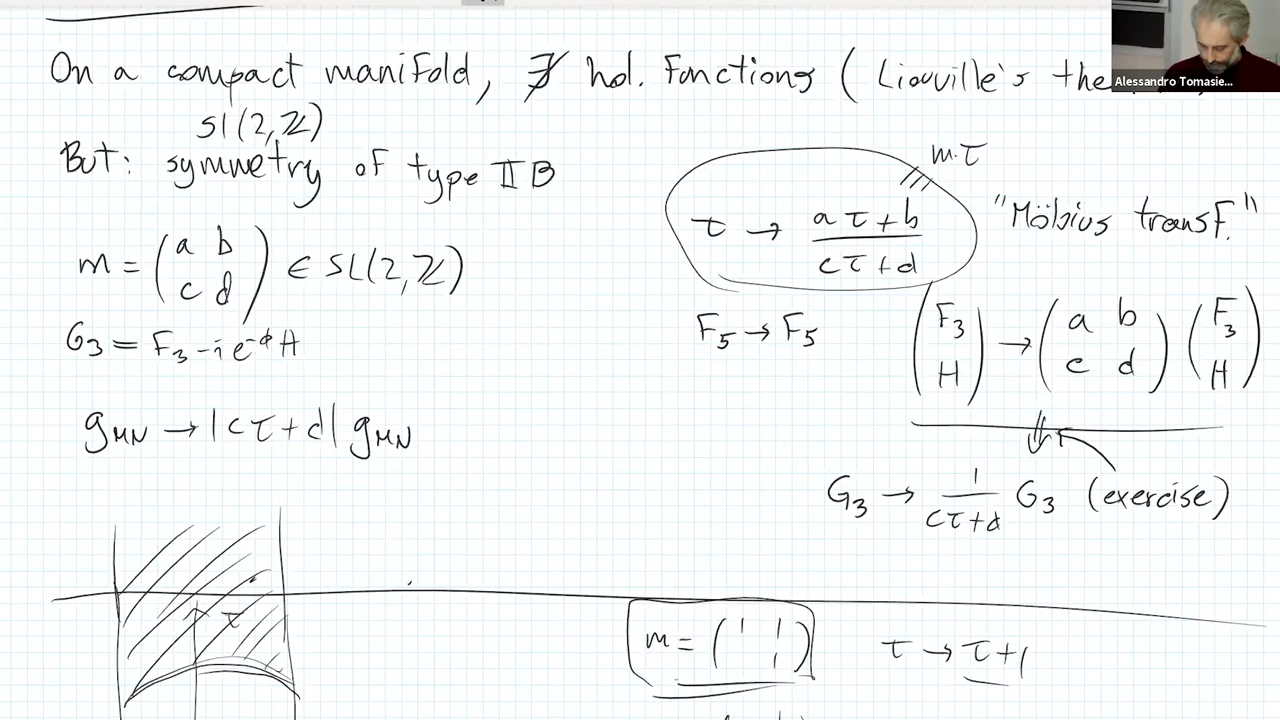 On a compact manifold, ∄ hol. Functions (Liouville's the
Alessandro Tomasie...
Sl(2,ℤ)
But: symmetry of type IIB
m·τ
τ → (aτ+b)/(cτ+d)
"Möbius transf."
m = (a b; c d) ∈ SL(2,ℤ)
G₃ = F₃ - i e^{-ϕ} H
F₅ → F₅
(F₃; H) → (a b; c d) (F₃; H)
g_{MN} → |cτ+d| g_{MN}
⇓
G₃ → 1/(cτ+d) G₃ (exercise)
τ
m = (1 1; 1)
τ → τ+1